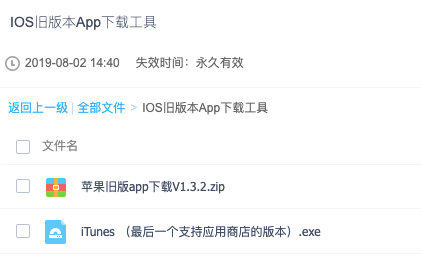 IOS旧版本App下载工具
2019-08-02 14:40 失效时间：永久有效
返回上一级 | 全部文件 > IOS旧版本App下载工具
文件名
苹果旧版app下载V1.3.2.zip
iTunes （最后一个支持应用商店的版本）.exe